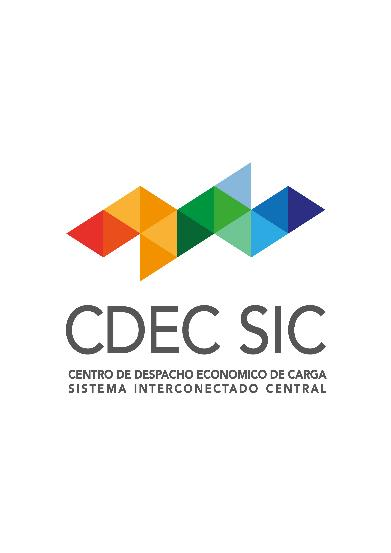 CDEC SIC
CENTRO DE DESPACHO ECONOMICO DE CARGA
SISTEMA INTERCONECTADO CENTRAL